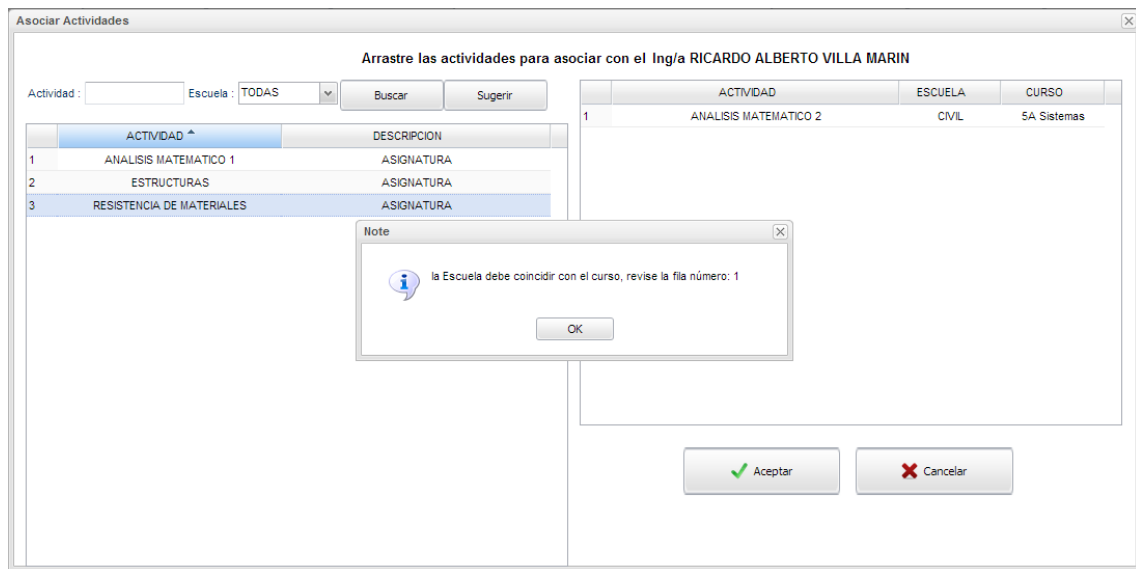 Asociar Actividades
Arrastre las actividades para asociar con el Ing/a RICARDO ALBERTO VILLA MARIN
Actividad : Escuela : TODAS Buscar Sugerir
ACTIVIDAD DESCRIPCION
1 ANALISIS MATEMATICO 1 ASIGNATURA
2 ESTRUCTURAS ASIGNATURA
3 RESISTENCIA DE MATERIALES ASIGNATURA
ACTIVIDAD ESCUELA CURSO
1 ANALISIS MATEMATICO 2 CIVIL 5A Sistemas
Note
la Escuela debe coincidir con el curso, revise la fila número: 1
OK
Aceptar Cancelar